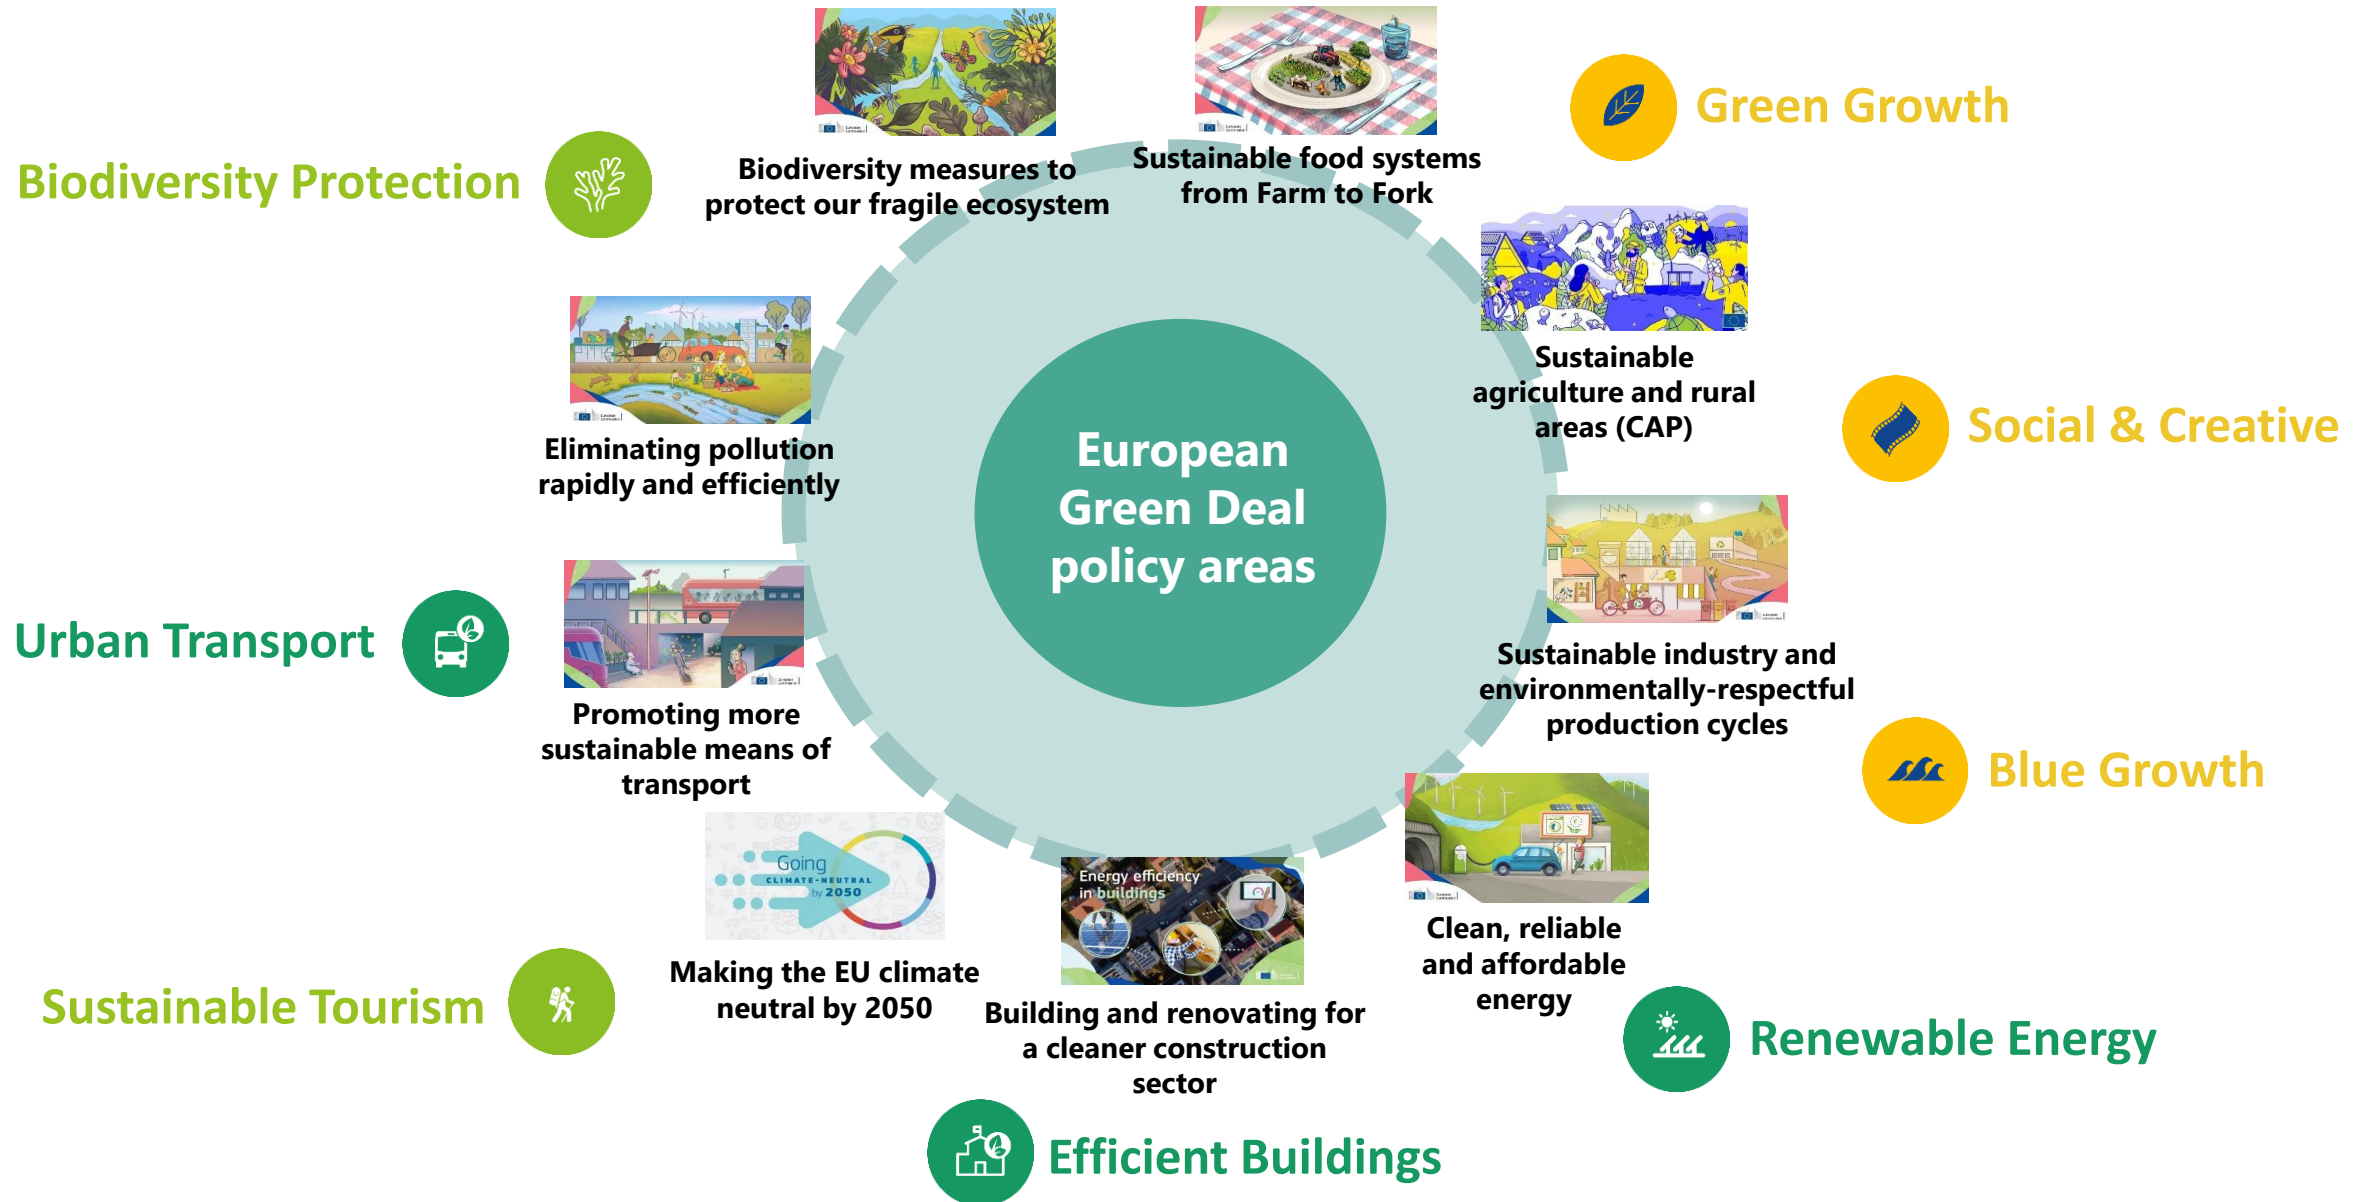 Biodiversity measures to
protect our fragile ecosystem
Sustainable food systems
from Farm to Fork
Green Growth
Biodiversity Protection
Sustainable
agriculture and rural
areas (CAP)
Social & Creative
Eliminating pollution
rapidly and efficiently
European
Green Deal
policy areas
Urban Transport
Promoting more
sustainable means of
transport
Sustainable industry and
environmentally-respectful
production cycles
Blue Growth
Going
CLIMATE-NEUTRAL
by 2050
Making the EU climate
neutral by 2050
Energy efficiency
in buildings
Building and renovating for
a cleaner construction
sector
Clean, reliable
and affordable
energy
Sustainable Tourism
Renewable Energy
Efficient Buildings